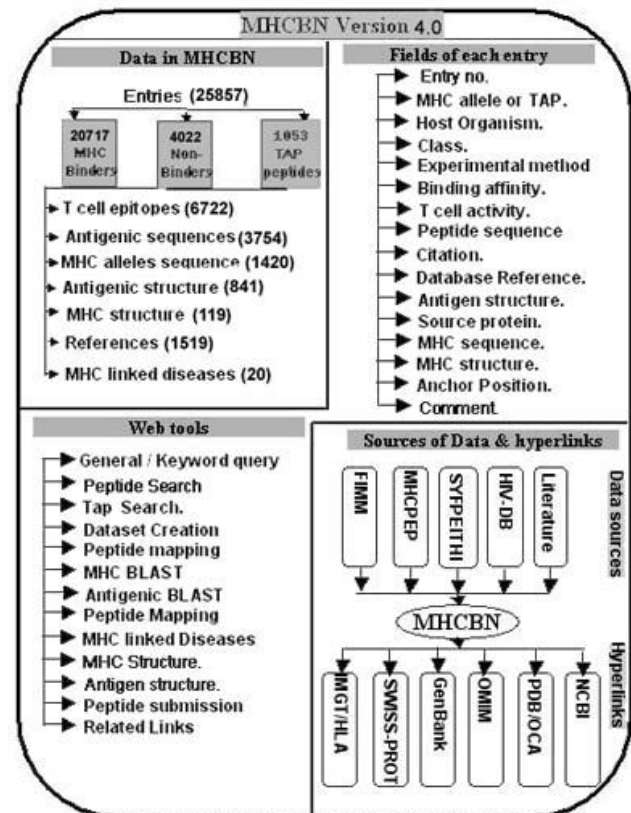 MHCBN Version 4.0
Data in MHCBN
Entries (25857)
20717
MHC
Binders
4022
Non-
Binders
1053
TAP
peptides
T cell epitopes (6722)
Antigenic sequences (3754)
MHC alleles sequence (1420)
Antigenic structure (841)
MHC structure (119)
References (1519)
MHC linked diseases (20)
Fields of each entry
Entry no.
MHC allele or TAP.
Host Organism.
Class.
Experimental method
Binding affinity.
T cell activity.
Peptide sequence
Citation.
Database Reference.
Antigen structure.
Source protein.
MHC sequence.
MHC structure.
Anchor Position.
Comment.
Web tools
General / Keyword query
Peptide Search
Tap Search.
Dataset Creation
Peptide mapping
MHC BLAST
Antigenic BLAST
Peptide Mapping
MHC linked Diseases
MHC Structure.
Antigen structure.
Peptide submission
Related Links
Sources of Data & hyperlinks
FIMM
MHCPEP
SYFPEITHI
HIV-DB
Literature
Data sources
MHCBN
IMGT/HLA
SWISS-PROT
GenBank
OMIM
PDB/OCA
NCBI
Hyperlinks